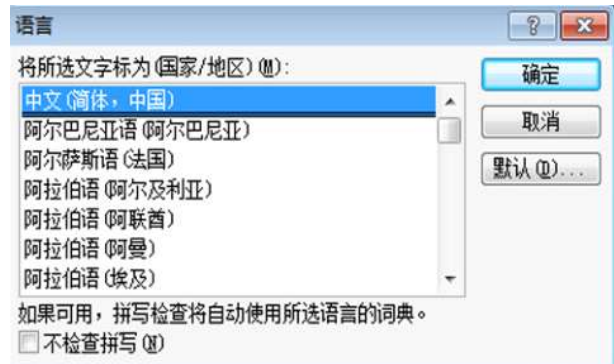 语言
将所选文字标为(国家/地区)(M):
中文(简体，中国)
阿尔巴尼亚语(阿尔巴尼亚)
阿尔萨斯语(法国)
阿拉伯语(阿尔及利亚)
阿拉伯语(阿联酋)
阿拉伯语(阿曼)
阿拉伯语(埃及)
如果可用，拼写检查将自动使用所选语言的词典。
不检查拼写(N)
确定
取消
默认(D)...